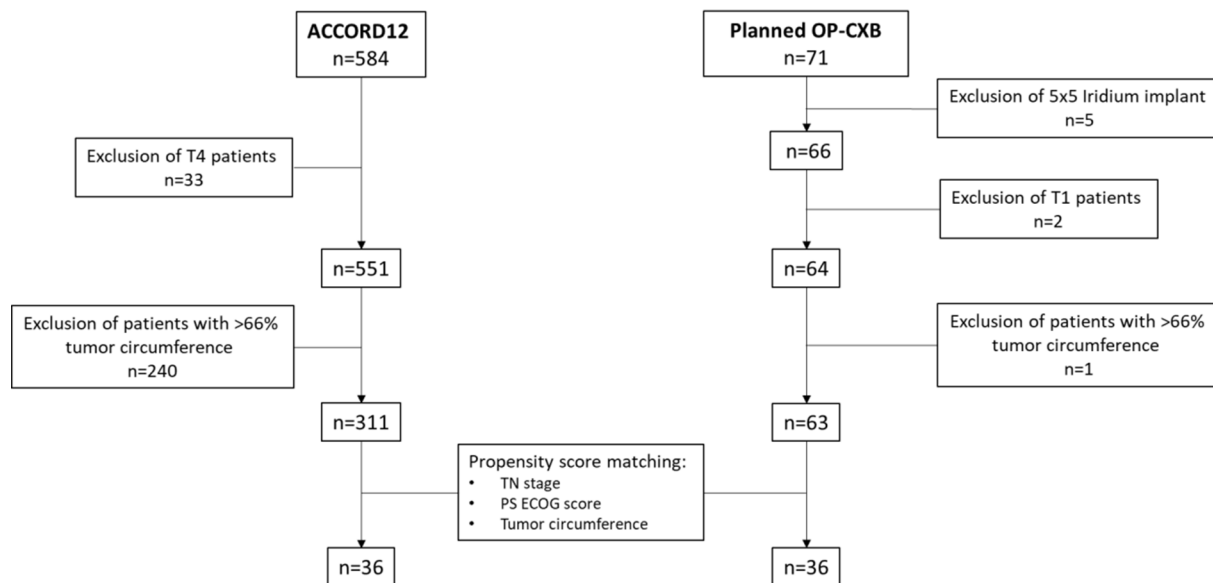 ACCORD12
n=584
Planned OP-CXB
n=71
Exclusion of 5x5 Iridium implant
n=5
Exclusion of T4 patients
n=33
n=66
Exclusion of T1 patients
n=2
n=551
n=64
Exclusion of patients with >66%
tumor circumference
n=240
Exclusion of patients with >66%
tumor circumference
n=1
n=311
n=63
Propensity score matching:
• TN stage
• PS ECOG score
• Tumor circumference
n=36
n=36